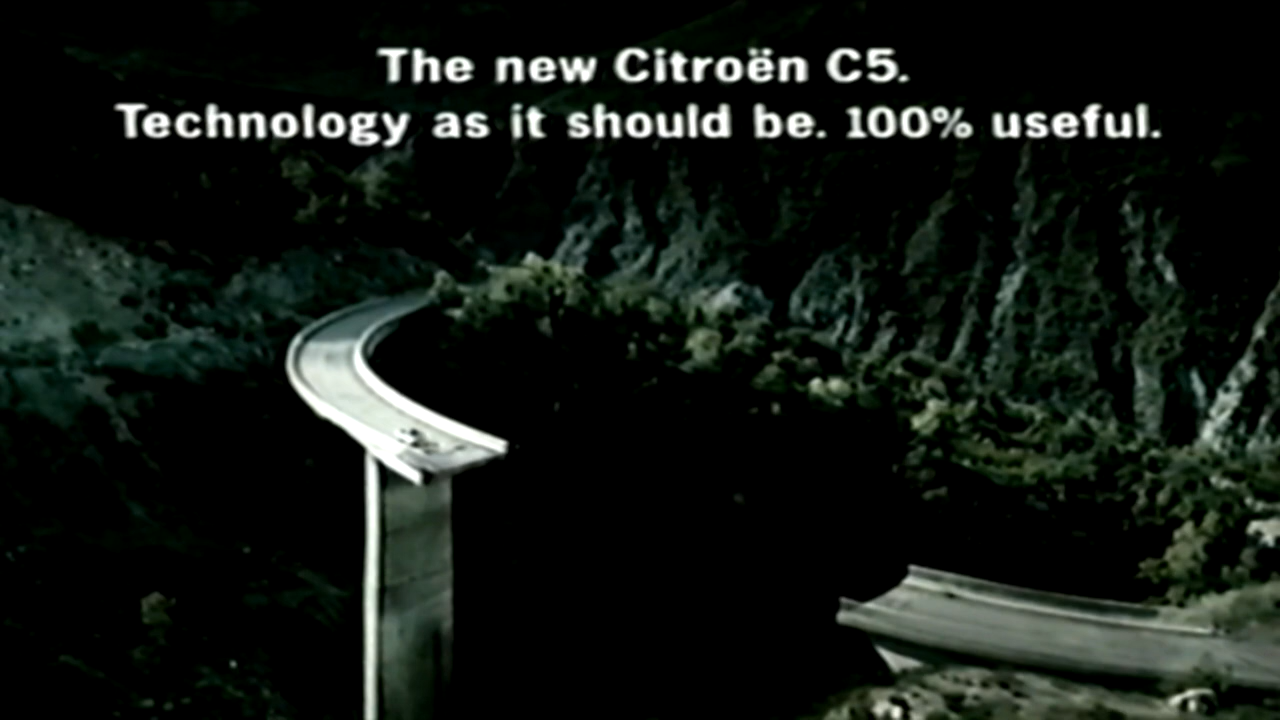 The new Citroën C5.
Technology as it should be. 100% useful.